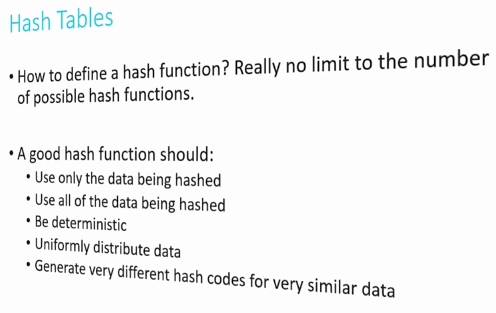 Hash Tables
• How to define a hash function? Really no limit to the number
of possible hash functions.
• A good hash function should:
• Use only the data being hashed
• Use all of the data being hashed
• Be deterministic
• Uniformly distribute data
• Generate very different hash codes for very similar data